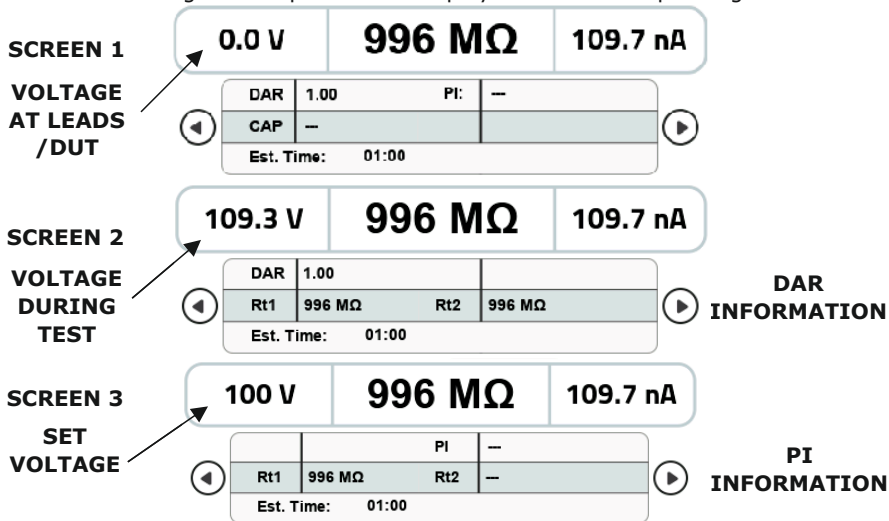 SCREEN 1
VOLTAGE
AT LEADS
/DUT
0.0 V 996 MΩ 109.7 nA
DAR 1.00 PI: ---
CAP ---
Est. Time: 01:00
SCREEN 2
VOLTAGE
DURING
TEST
109.3 V 996 MΩ 109.7 nA
DAR 1.00
Rt1 996 MΩ Rt2 996 MΩ
Est. Time: 01:00
DAR
INFORMATION
SCREEN 3
SET
VOLTAGE
100 V 996 MΩ 109.7 nA
PI ---
Rt1 996 MΩ Rt2 ---
Est. Time: 01:00
PI
INFORMATION